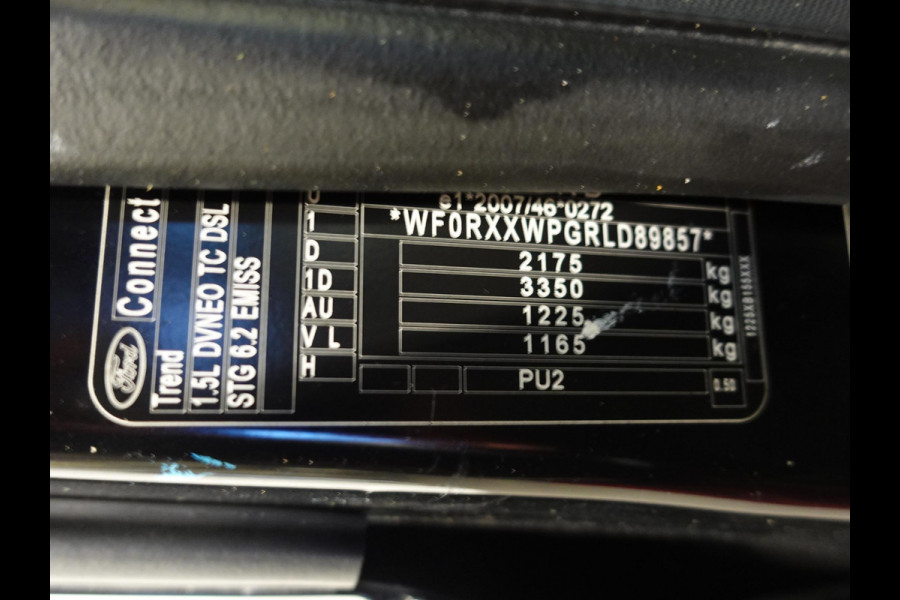 Connect
Ford
Trend
1.5L DVNEO TC DSL
STG 6.2 EMISS
1
D
1D
AU
V L
H
e1*2007/46*0272
*WF0RXXWPGRLD89857*
2175 kg
3350 kg
1225 kg
1165 kg
PU2
0.50